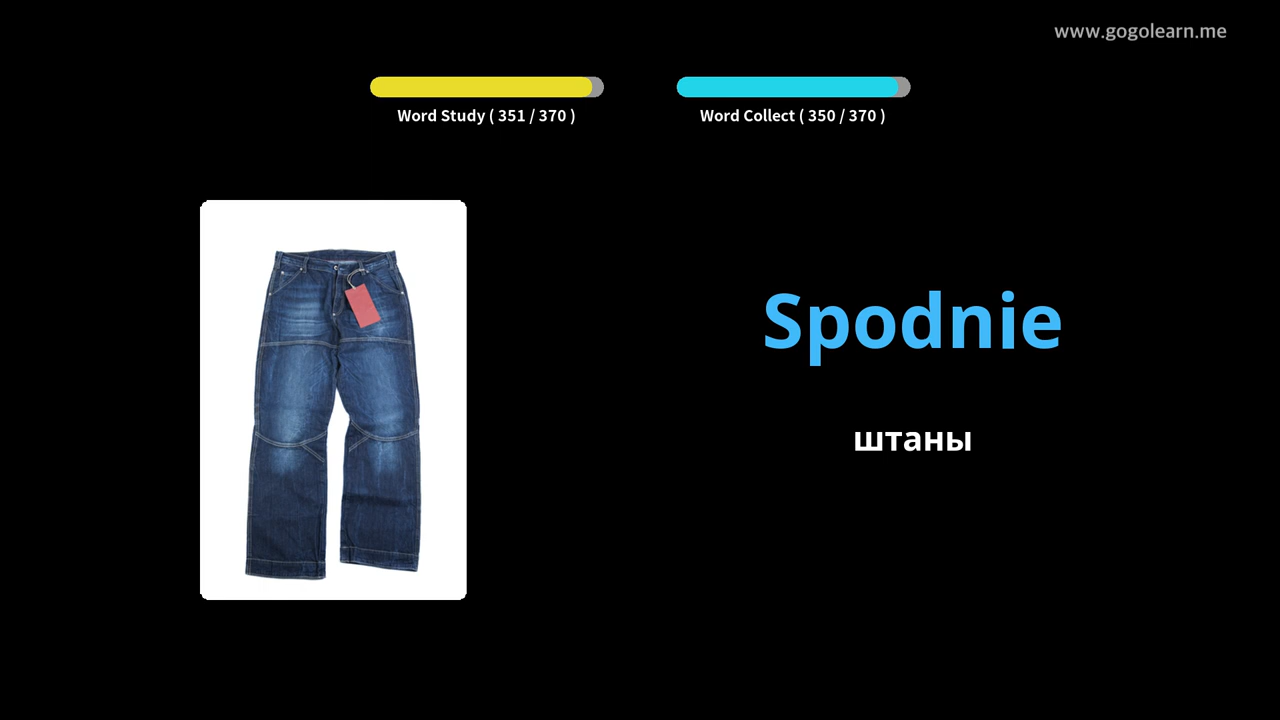 www.gogolearn.me
Word Study ( 351 / 370 )
Word Collect ( 350 / 370 )
Spodnie
штаны